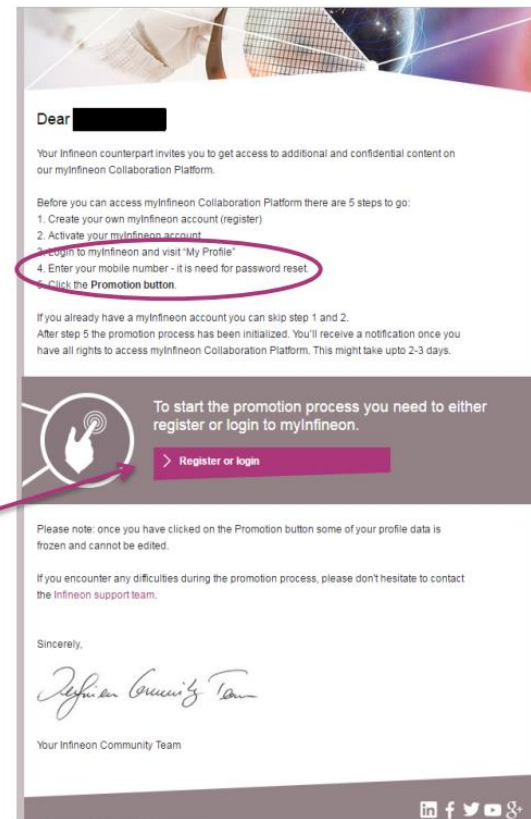 Dear
Your Infineon counterpart invites you to get access to additional and confidential content on
our myInfineon Collaboration Platform.
Before you can access myInfineon Collaboration Platform there are 5 steps to go:
1. Create your own myInfineon account (register)
2. Activate your myInfineon account
3. Login to myInfineon and visit "My Profile"
4. Enter your mobile number - it is need for password reset.
5. Click the Promotion button.
If you already have a myInfineon account you can skip step 1 and 2.
After step 5 the promotion process has been initialized. You'll receive a notification once you
have all rights to access myInfineon Collaboration Platform. This might take upto 2-3 days.
To start the promotion process you need to either
register or login to myInfineon.
Register or login
Please note: once you have clicked on the Promotion button some of your profile data is
frozen and cannot be edited.
If you encounter any difficulties during the promotion process, please don't hesitate to contact
the Infineon support team.
Sincerely,
Infineon Community Team
Your Infineon Community Team
in f g+